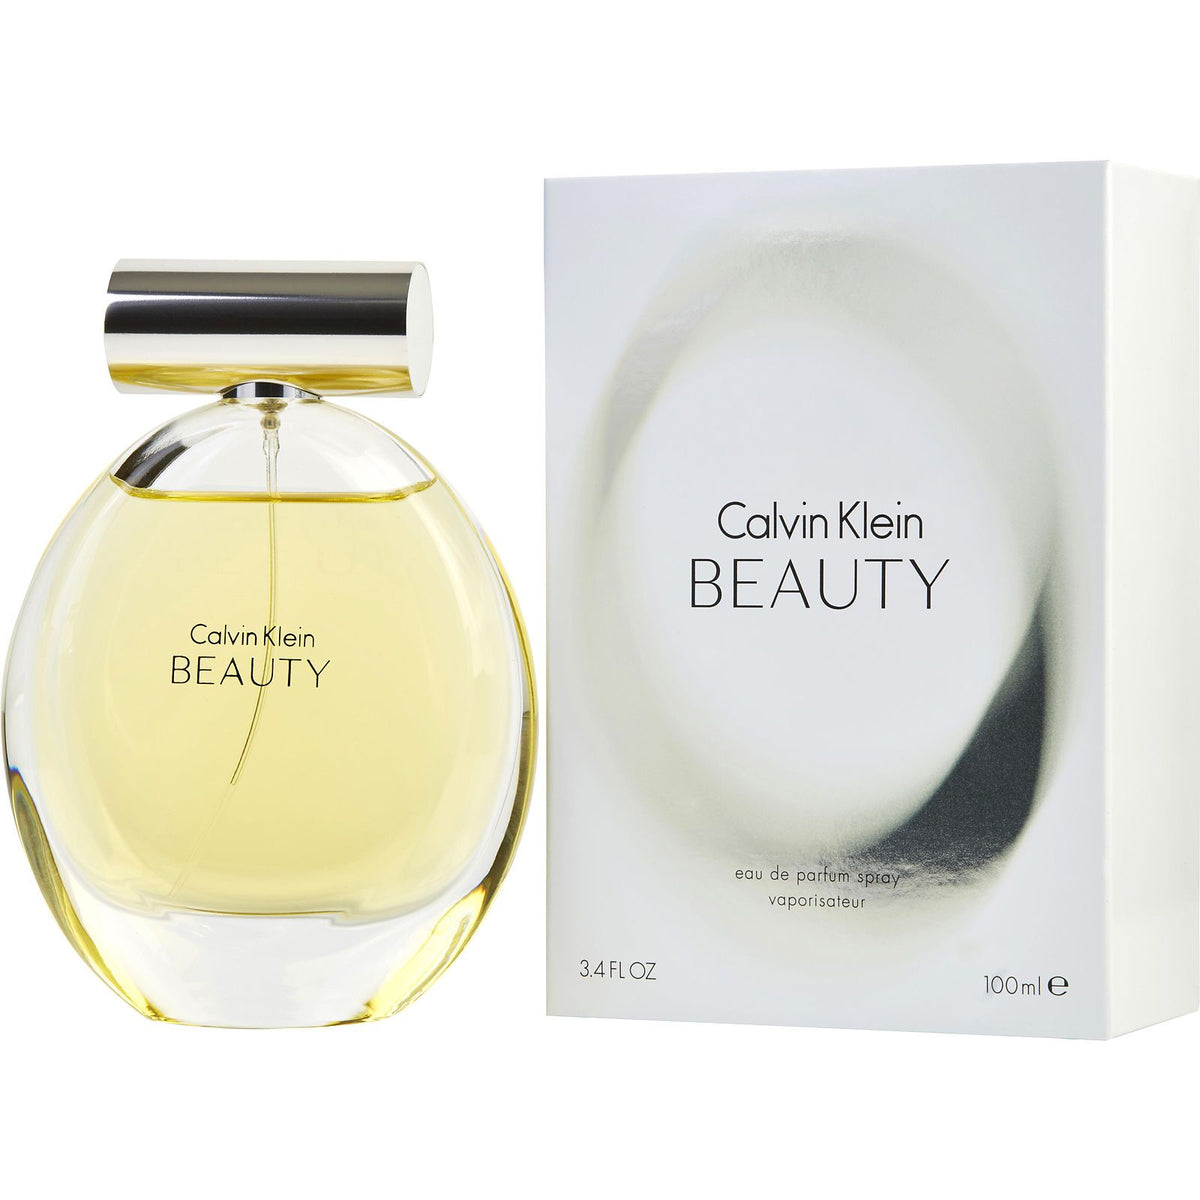 Calvin Klein
BEAUTY
Calvin Klein
BEAUTY
eau de parfum spray
vaporisateur
3.4 FL OZ
100ml ℮